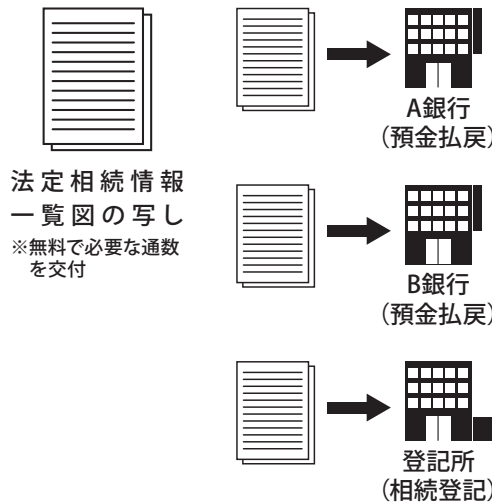 法定相続情報
一覧図の写し
※無料で必要な通数
を交付
A銀行
（預金払戻）
B銀行
（預金払戻）
登記所
（相続登記）